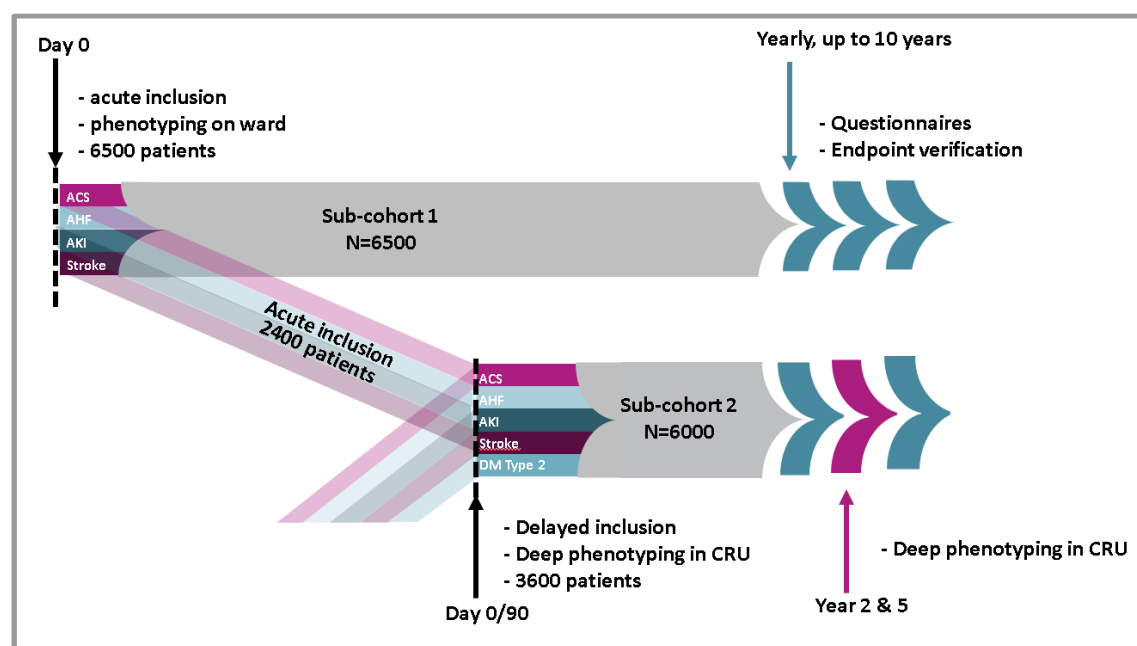 Day 0
- acute inclusion
- phenotyping on ward
- 6500 patients
Yearly, up to 10 years
- Questionnaires
- Endpoint verification
ACS
AHF
AKI
Stroke
Sub-cohort 1
N=6500
Acute inclusion
2400 patients
ACS
AHF
AKI
Stroke
DM Type 2
Sub-cohort 2
N=6000
- Delayed inclusion
- Deep phenotyping in CRU
- 3600 patients
Day 0/90
- Deep phenotyping in CRU
Year 2 & 5